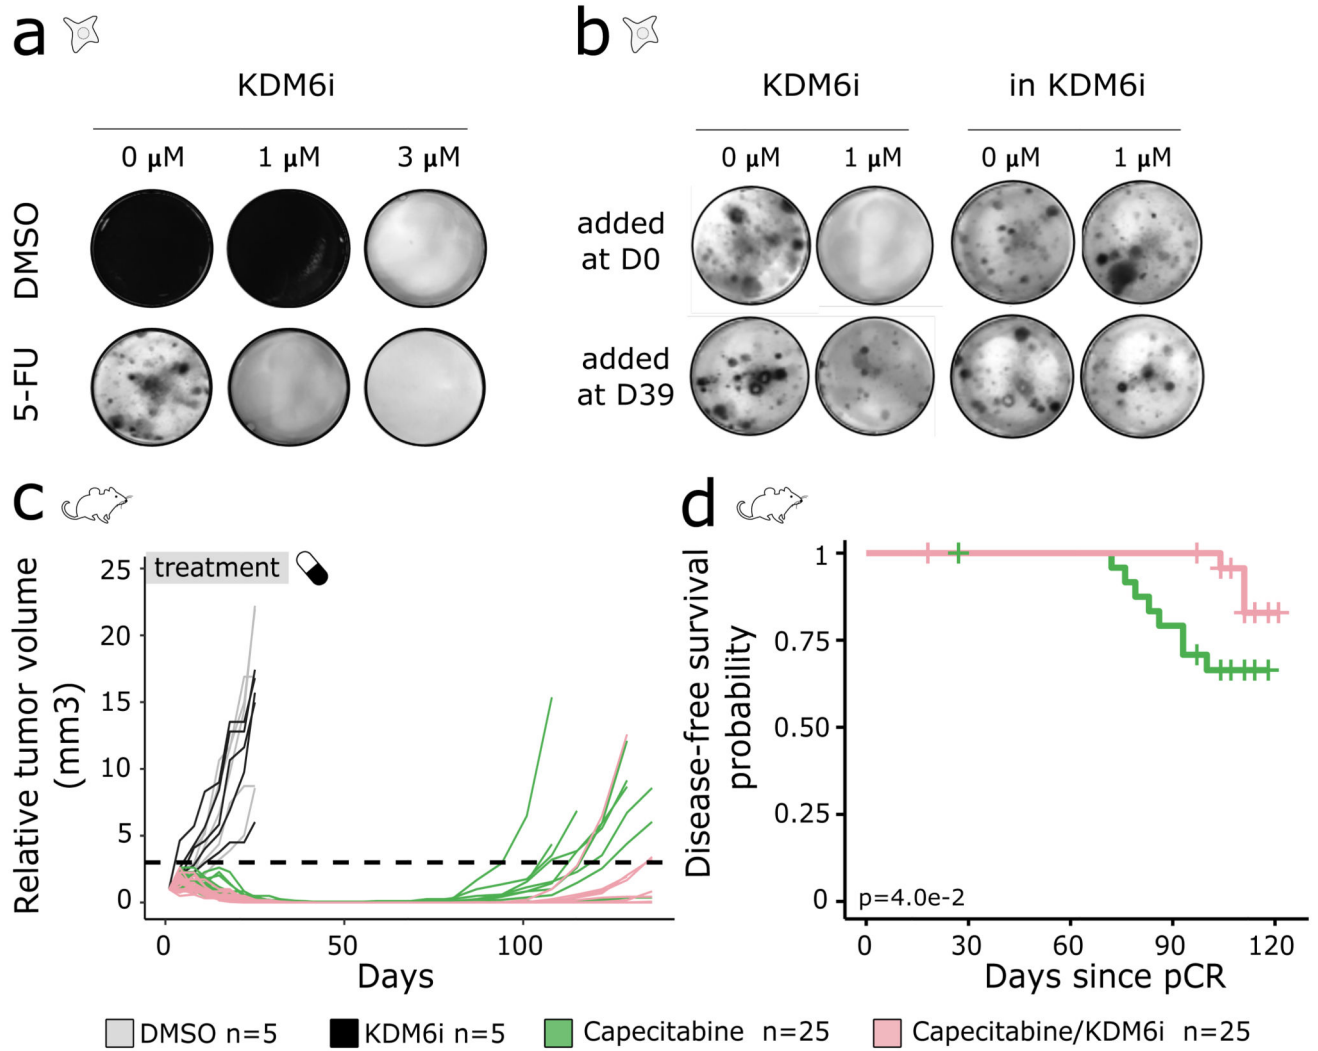 a
KDM6i
0 µM 1 µM 3 µM
DMSO
5-FU
b
KDM6i in KDM6i
0 µM 1 µM 0 µM 1 µM
added
at D0
added
at D39
c
treatment
Relative tumor volume
(mm3)
25
20
15
10
5
0
0 50 100
Days
d
Disease-free survival
probability
1
0.75
0.50
0.25
0
p=4.0e-2
0 30 60 90 120
Days since pCR
DMSO n=5 KDM6i n=5 Capecitabine n=25 Capecitabine/KDM6i n=25